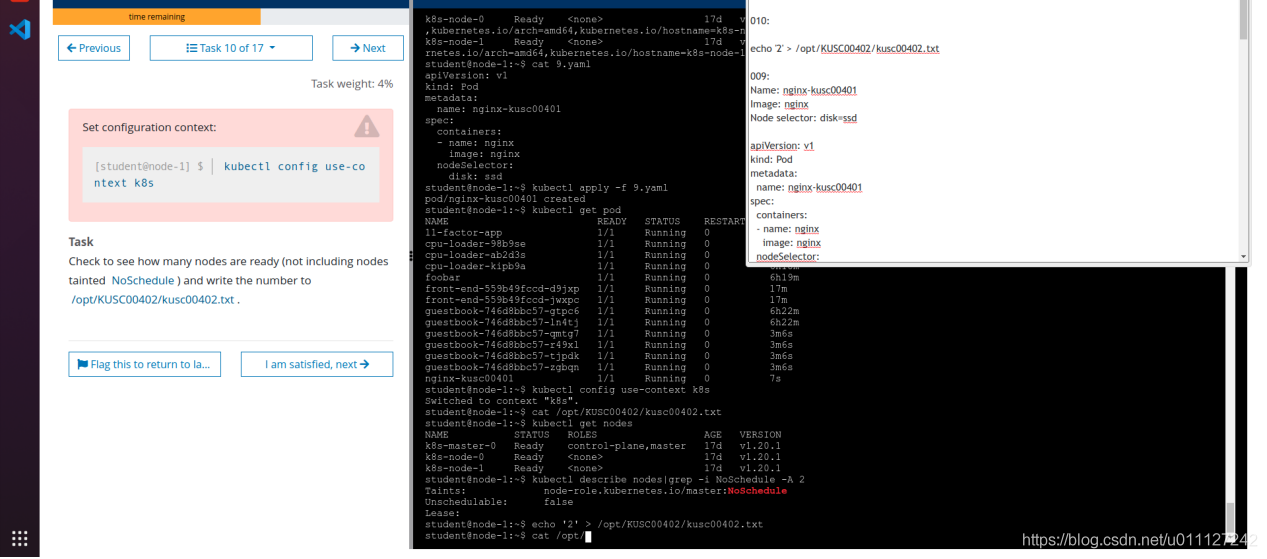 time remaining
Previous
Task 10 of 17
Next
Task weight: 4%
Set configuration context:
[student@node-1] $ kubectl config use-co
ntext k8s
Task
Check to see how many nodes are ready (not including nodes
tainted NoSchedule ) and write the number to
/opt/KUSC00402/kusc00402.txt .
Flag this to return to la...
I am satisfied, next
k8s-node-0 Ready <none> 17d v
,kubernetes.io/arch=amd64,kubernetes.io/hostname=k8s-n
k8s-node-1 Ready <none> 17d v
rnetes.io/arch=amd64,kubernetes.io/hostname=k8s-node-1
student@node-1:~$ cat 9.yaml
apiVersion: v1
kind: Pod
metadata:
  name: nginx-kusc00401
spec:
  containers:
  - name: nginx
    image: nginx
  nodeSelector:
    disk: ssd
student@node-1:~$ kubectl apply -f 9.yaml
pod/nginx-kusc00401 created
student@node-1:~$ kubectl get pod
NAME READY STATUS RESTART
11-factor-app 1/1 Running 0
cpu-loader-98b9se 1/1 Running 0
cpu-loader-ab2d3s 1/1 Running 0
cpu-loader-kipb9a 1/1 Running 0
foobar 1/1 Running 0 6h19m
front-end-559b49fccd-d9jxp 1/1 Running 0 17m
front-end-559b49fccd-jwxpc 1/1 Running 0 17m
guestbook-746d8bbc57-gtpc6 1/1 Running 0 6h22m
guestbook-746d8bbc57-ln4tj 1/1 Running 0 6h22m
guestbook-746d8bbc57-qmtg7 1/1 Running 0 3m6s
guestbook-746d8bbc57-r49xl 1/1 Running 0 3m6s
guestbook-746d8bbc57-tjpdk 1/1 Running 0 3m6s
guestbook-746d8bbc57-zgbqn 1/1 Running 0 3m6s
nginx-kusc00401 1/1 Running 0 7s
student@node-1:~$ kubectl config use-context k8s
Switched to context "k8s".
student@node-1:~$ cat /opt/KUSC00402/kusc00402.txt
student@node-1:~$ kubectl get nodes
NAME STATUS ROLES AGE VERSION
k8s-master-0 Ready control-plane,master 17d v1.20.1
k8s-node-0 Ready <none> 17d v1.20.1
k8s-node-1 Ready <none> 17d v1.20.1
student@node-1:~$ kubectl describe nodes|grep -i NoSchedule -A 2
Taints: node-role.kubernetes.io/master:NoSchedule
Unschedulable: false
Lease:
student@node-1:~$ echo '2' > /opt/KUSC00402/kusc00402.txt
student@node-1:~$ cat /opt/
010:
echo '2' > /opt/KUSC00402/kusc00402.txt
009:
Name: nginx-kusc00401
Image: nginx
Node selector: disk=ssd
apiVersion: v1
kind: Pod
metadata:
  name: nginx-kusc00401
spec:
  containers:
  - name: nginx
    image: nginx
  nodeSelector:
https://blog.csdn.net/u011127242